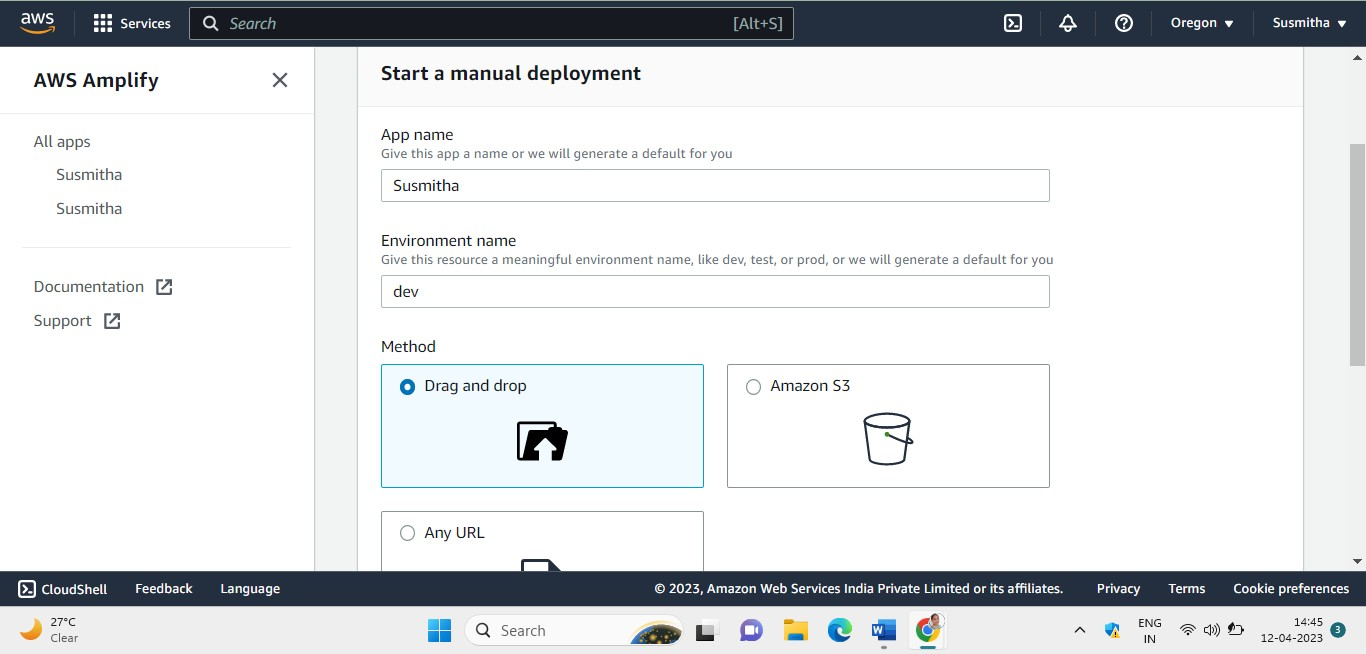 aws
Services
Search
[Alt+S]
Oregon
Susmitha
AWS Amplify
All apps
Susmitha
Susmitha
Documentation
Support
Start a manual deployment
App name
Give this app a name or we will generate a default for you
Susmitha
Environment name
Give this resource a meaningful environment name, like dev, test, or prod, or we will generate a default for you
dev
Method
Drag and drop
Amazon S3
Any URL
CloudShell
Feedback
Language
© 2023, Amazon Web Services India Private Limited or its affiliates.
Privacy
Terms
Cookie preferences
27°C
Clear
Search
W
ENG
IN
14:45
12-04-2023
3